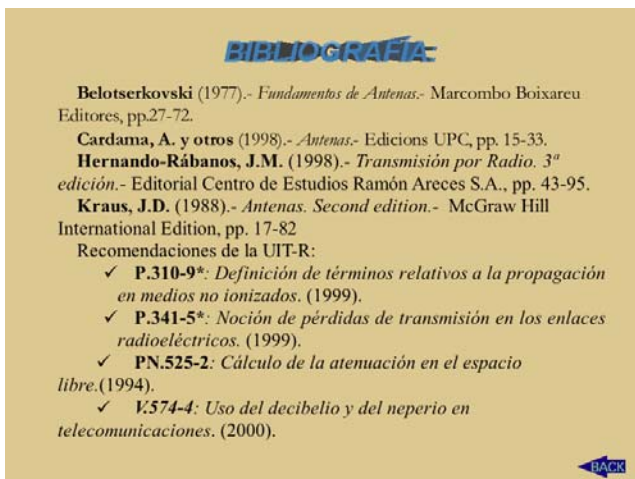 BIBLIOGRAFÍA:
Belotserkovski (1977).- Fundamentos de Antenas.- Marcombo Boixareu
Editores, pp.27-72.
Cardama, A. y otros (1998).- Antenas.- Edicions UPC, pp. 15-33.
Hernando-Rábanos, J.M. (1998).- Transmisión por Radio. 3ª
edición.- Editorial Centro de Estudios Ramón Areces S.A., pp. 43-95.
Kraus, J.D. (1988).- Antenas. Second edition.- McGraw Hill
International Edition, pp. 17-82
Recomendaciones de la UIT-R:
✓ P.310-9*: Definición de términos relativos a la propagación
en medios no ionizados. (1999).
✓ P.341-5*: Noción de pérdidas de transmisión en los enlaces
radioeléctricos. (1999).
✓ PN.525-2: Cálculo de la atenuación en el espacio
libre.(1994).
✓ V.574-4: Uso del decibelio y del neperio en
telecomunicaciones. (2000).
BACK